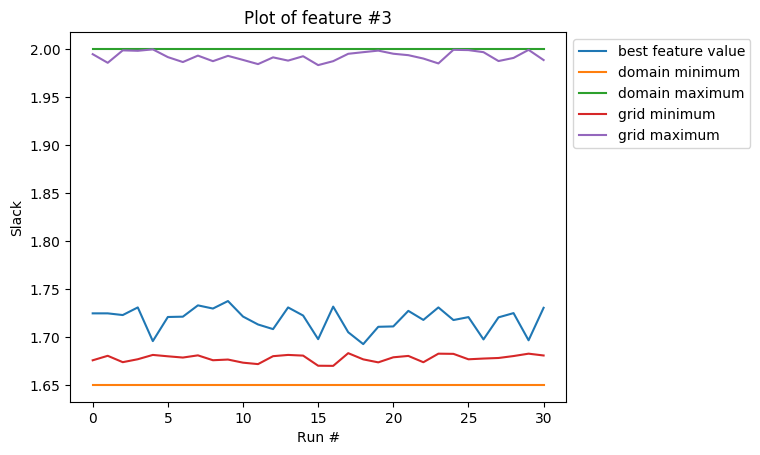 Plot of feature #3
2.00
1.95
1.90
1.85
1.80
1.75
1.70
1.65
Slack
0 5 10 15 20 25 30
Run #
best feature value
domain minimum
domain maximum
grid minimum
grid maximum